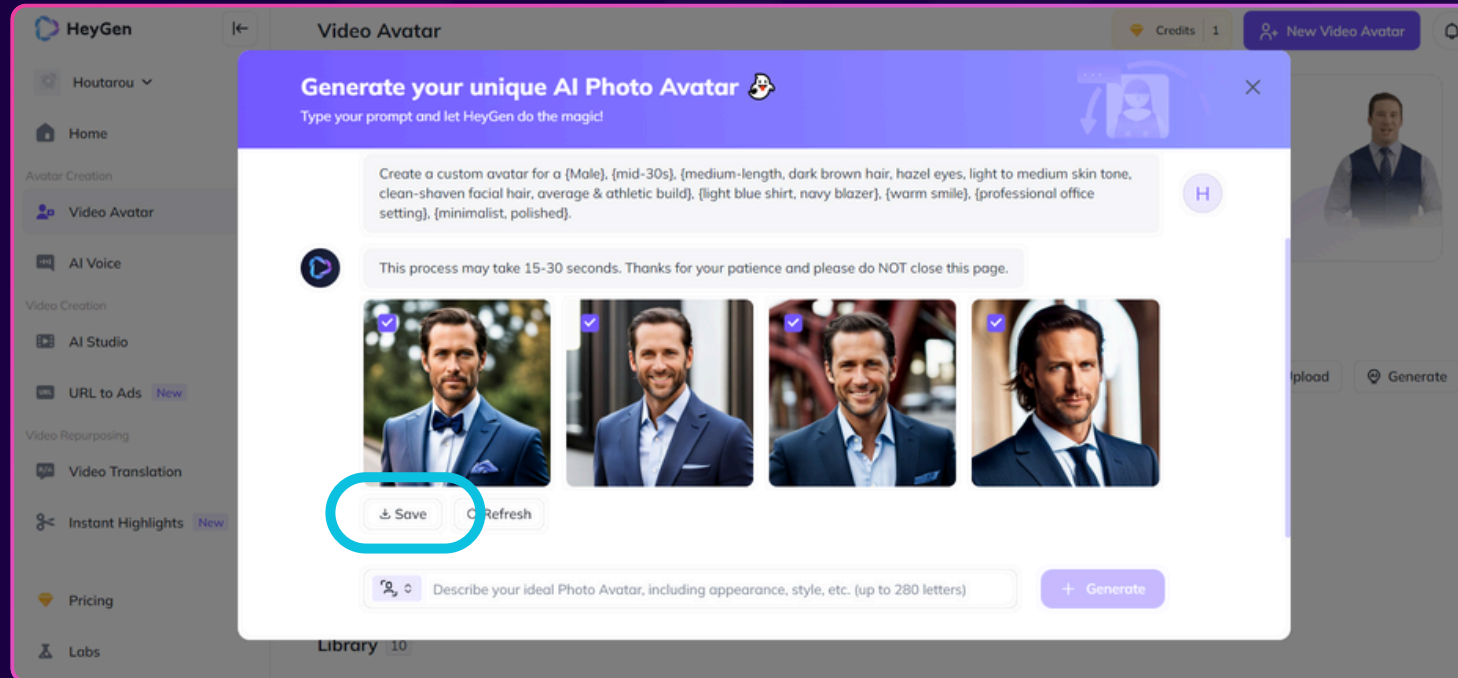 HeyGen
Video Avatar
Credits 1
New Video Avatar
Houtarou
Home
Avatar Creation
Video Avatar
AI Voice
Video Creation
AI Studio
URL to Ads New
Video Repurposing
Video Translation
Instant Highlights New
Pricing
Labs
Generate your unique AI Photo Avatar
Type your prompt and let HeyGen do the magic!
Create a custom avatar for a {Male}, {mid-30s}, {medium-length, dark brown hair, hazel eyes, light to medium skin tone,
clean-shaven facial hair, average & athletic build}, {light blue shirt, navy blazer}, {warm smile}, {professional office
setting}, {minimalist, polished}.
H
This process may take 15-30 seconds. Thanks for your patience and please do NOT close this page.
Save
Refresh
Describe your ideal Photo Avatar, including appearance, style, etc. (up to 280 letters)
+ Generate
Generate
Library 10